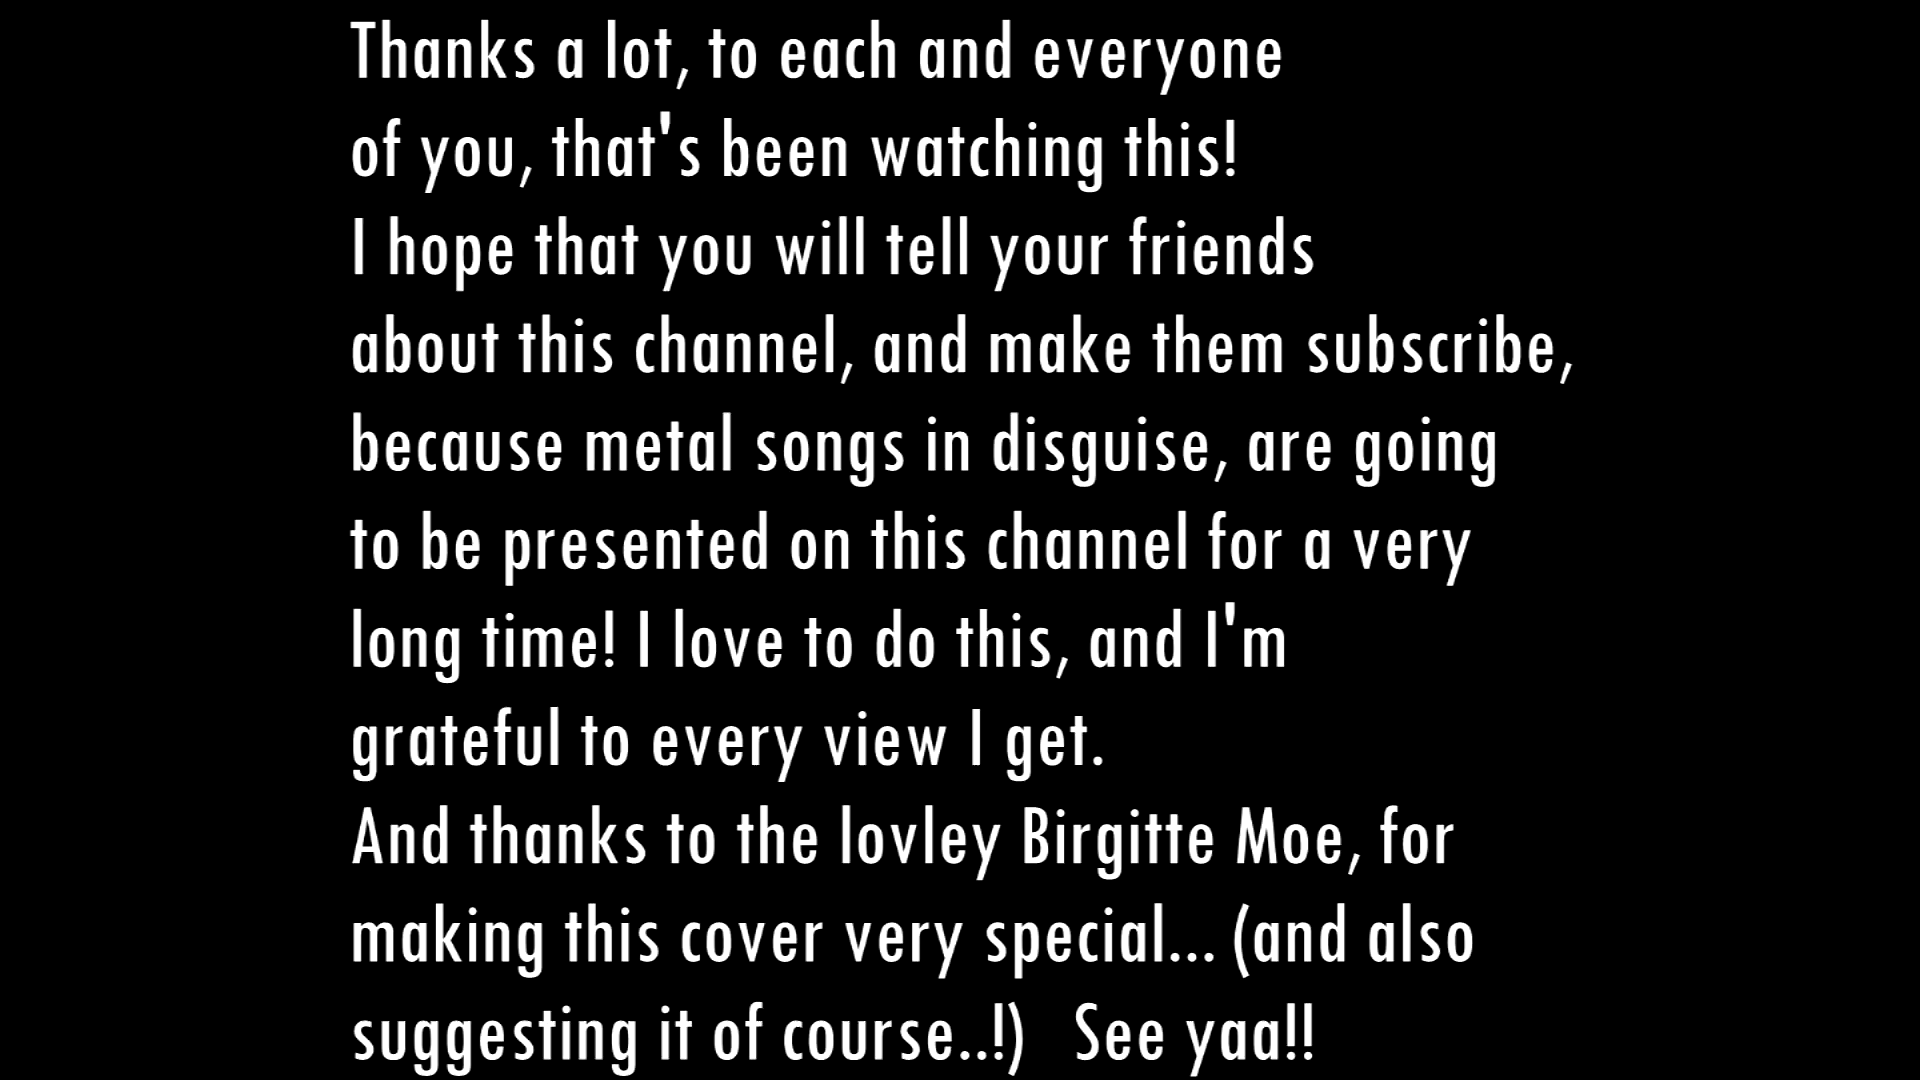 Thanks a lot, to each and everyone
of you, that's been watching this!
I hope that you will tell your friends
about this channel, and make them subscribe,
because metal songs in disguise, are going
to be presented on this channel for a very
long time! I love to do this, and I'm
grateful to every view I get.
And thanks to the lovley Birgitte Moe, for
making this cover very special... (and also
suggesting it of course..!)   See yaa!!